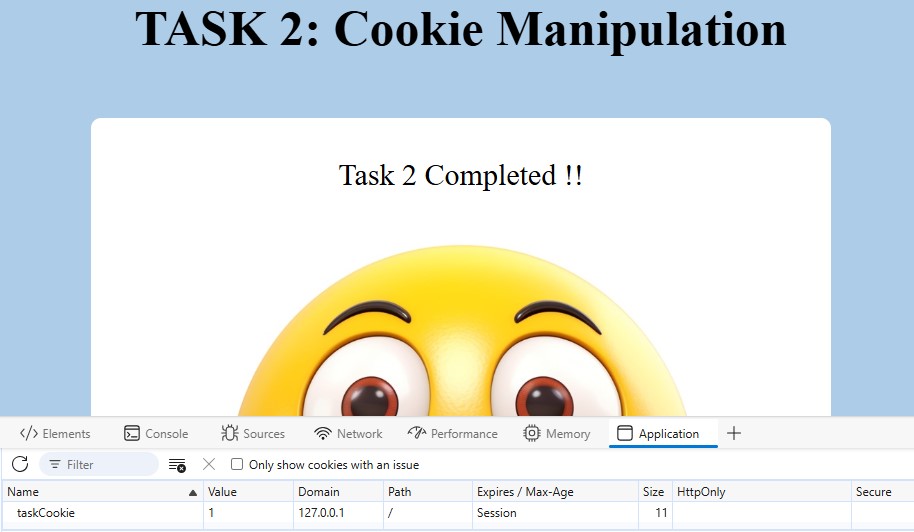 TASK 2: Cookie Manipulation
Task 2 Completed !!
Elements Console Sources Network Performance Memory Application
Filter Only show cookies with an issue
Name Value Domain Path Expires / Max-Age Size HttpOnly Secure
taskCookie 1 127.0.0.1 / Session 11